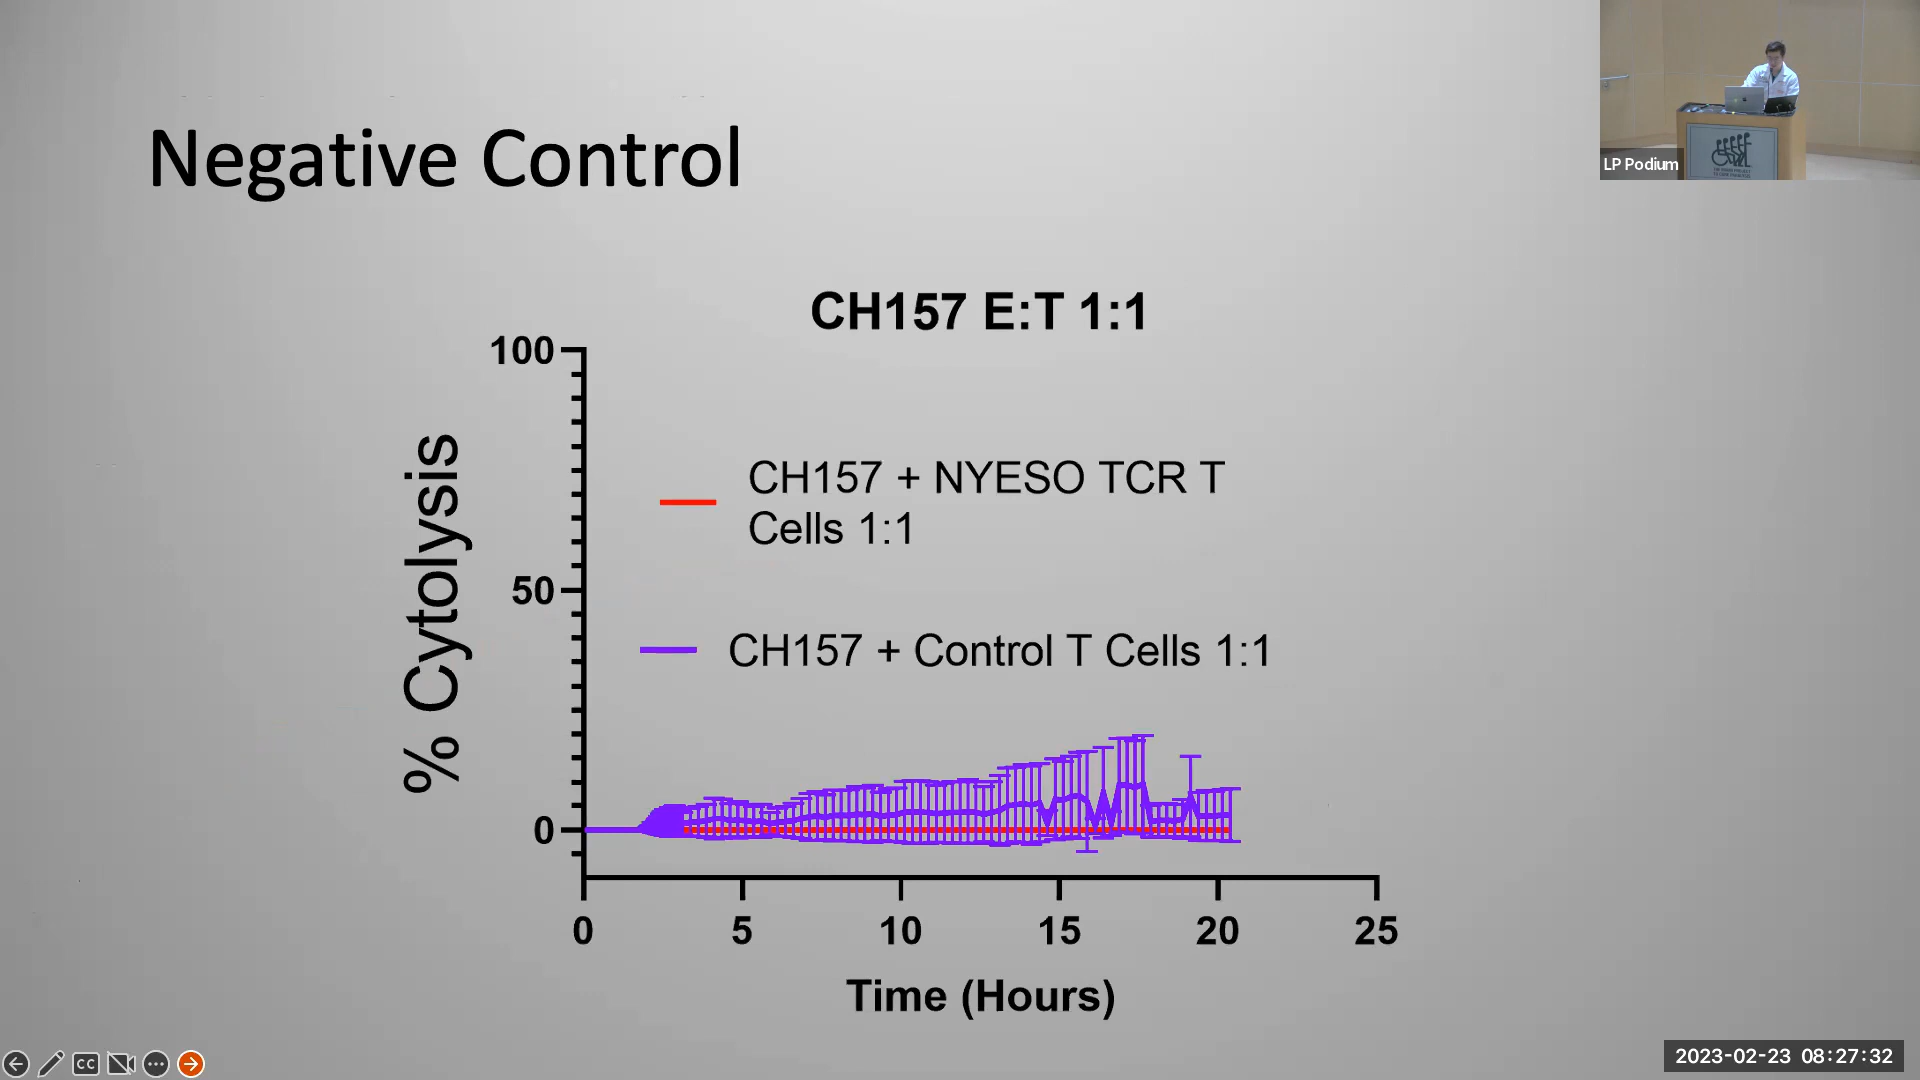 Negative Control
LP Podium
CH157 E:T 1:1
100
50
0
% Cytolysis
CH157 + NYESO TCR T
Cells 1:1
CH157 + Control T Cells 1:1
0 5 10 15 20 25
Time (Hours)
CC
2023-02-23 08:27:32